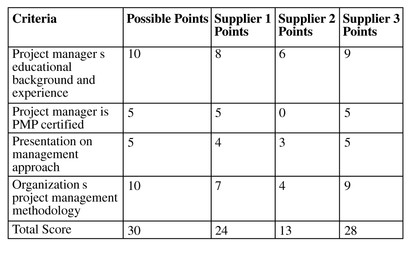 Criteria Possible Points Supplier 1 Supplier 2 Supplier 3
Points Points Points
Project manager s 10 8 6 9
educational
background and
experience
Project manager is 5 5 0 5
PMP certified
Presentation on 5 4 3 5
management
approach
Organization s 10 7 4 9
project management
methodology
Total Score 30 24 13 28